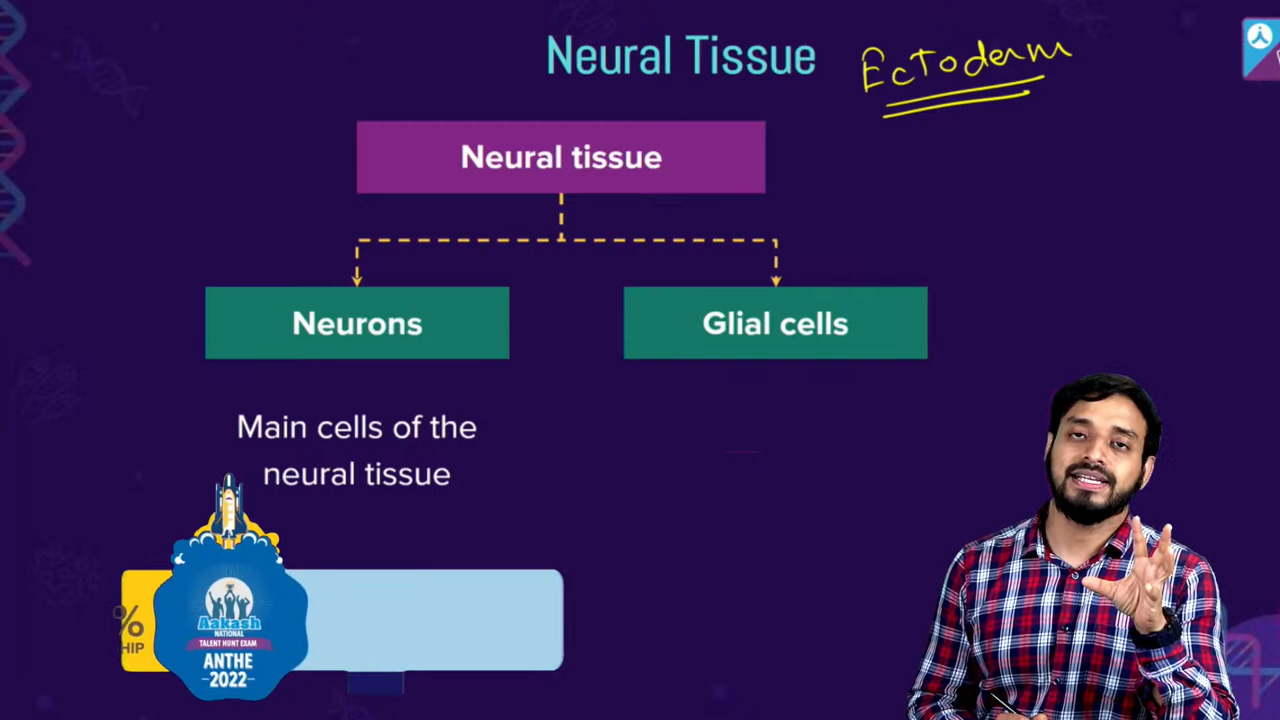 Neural Tissue Ectoderm
Neural tissue
Neurons
Glial cells
Main cells of the
neural tissue
%
HIP
Aakash
NATIONAL
TALENT HUNT EXAM
ANTHE
-2022-